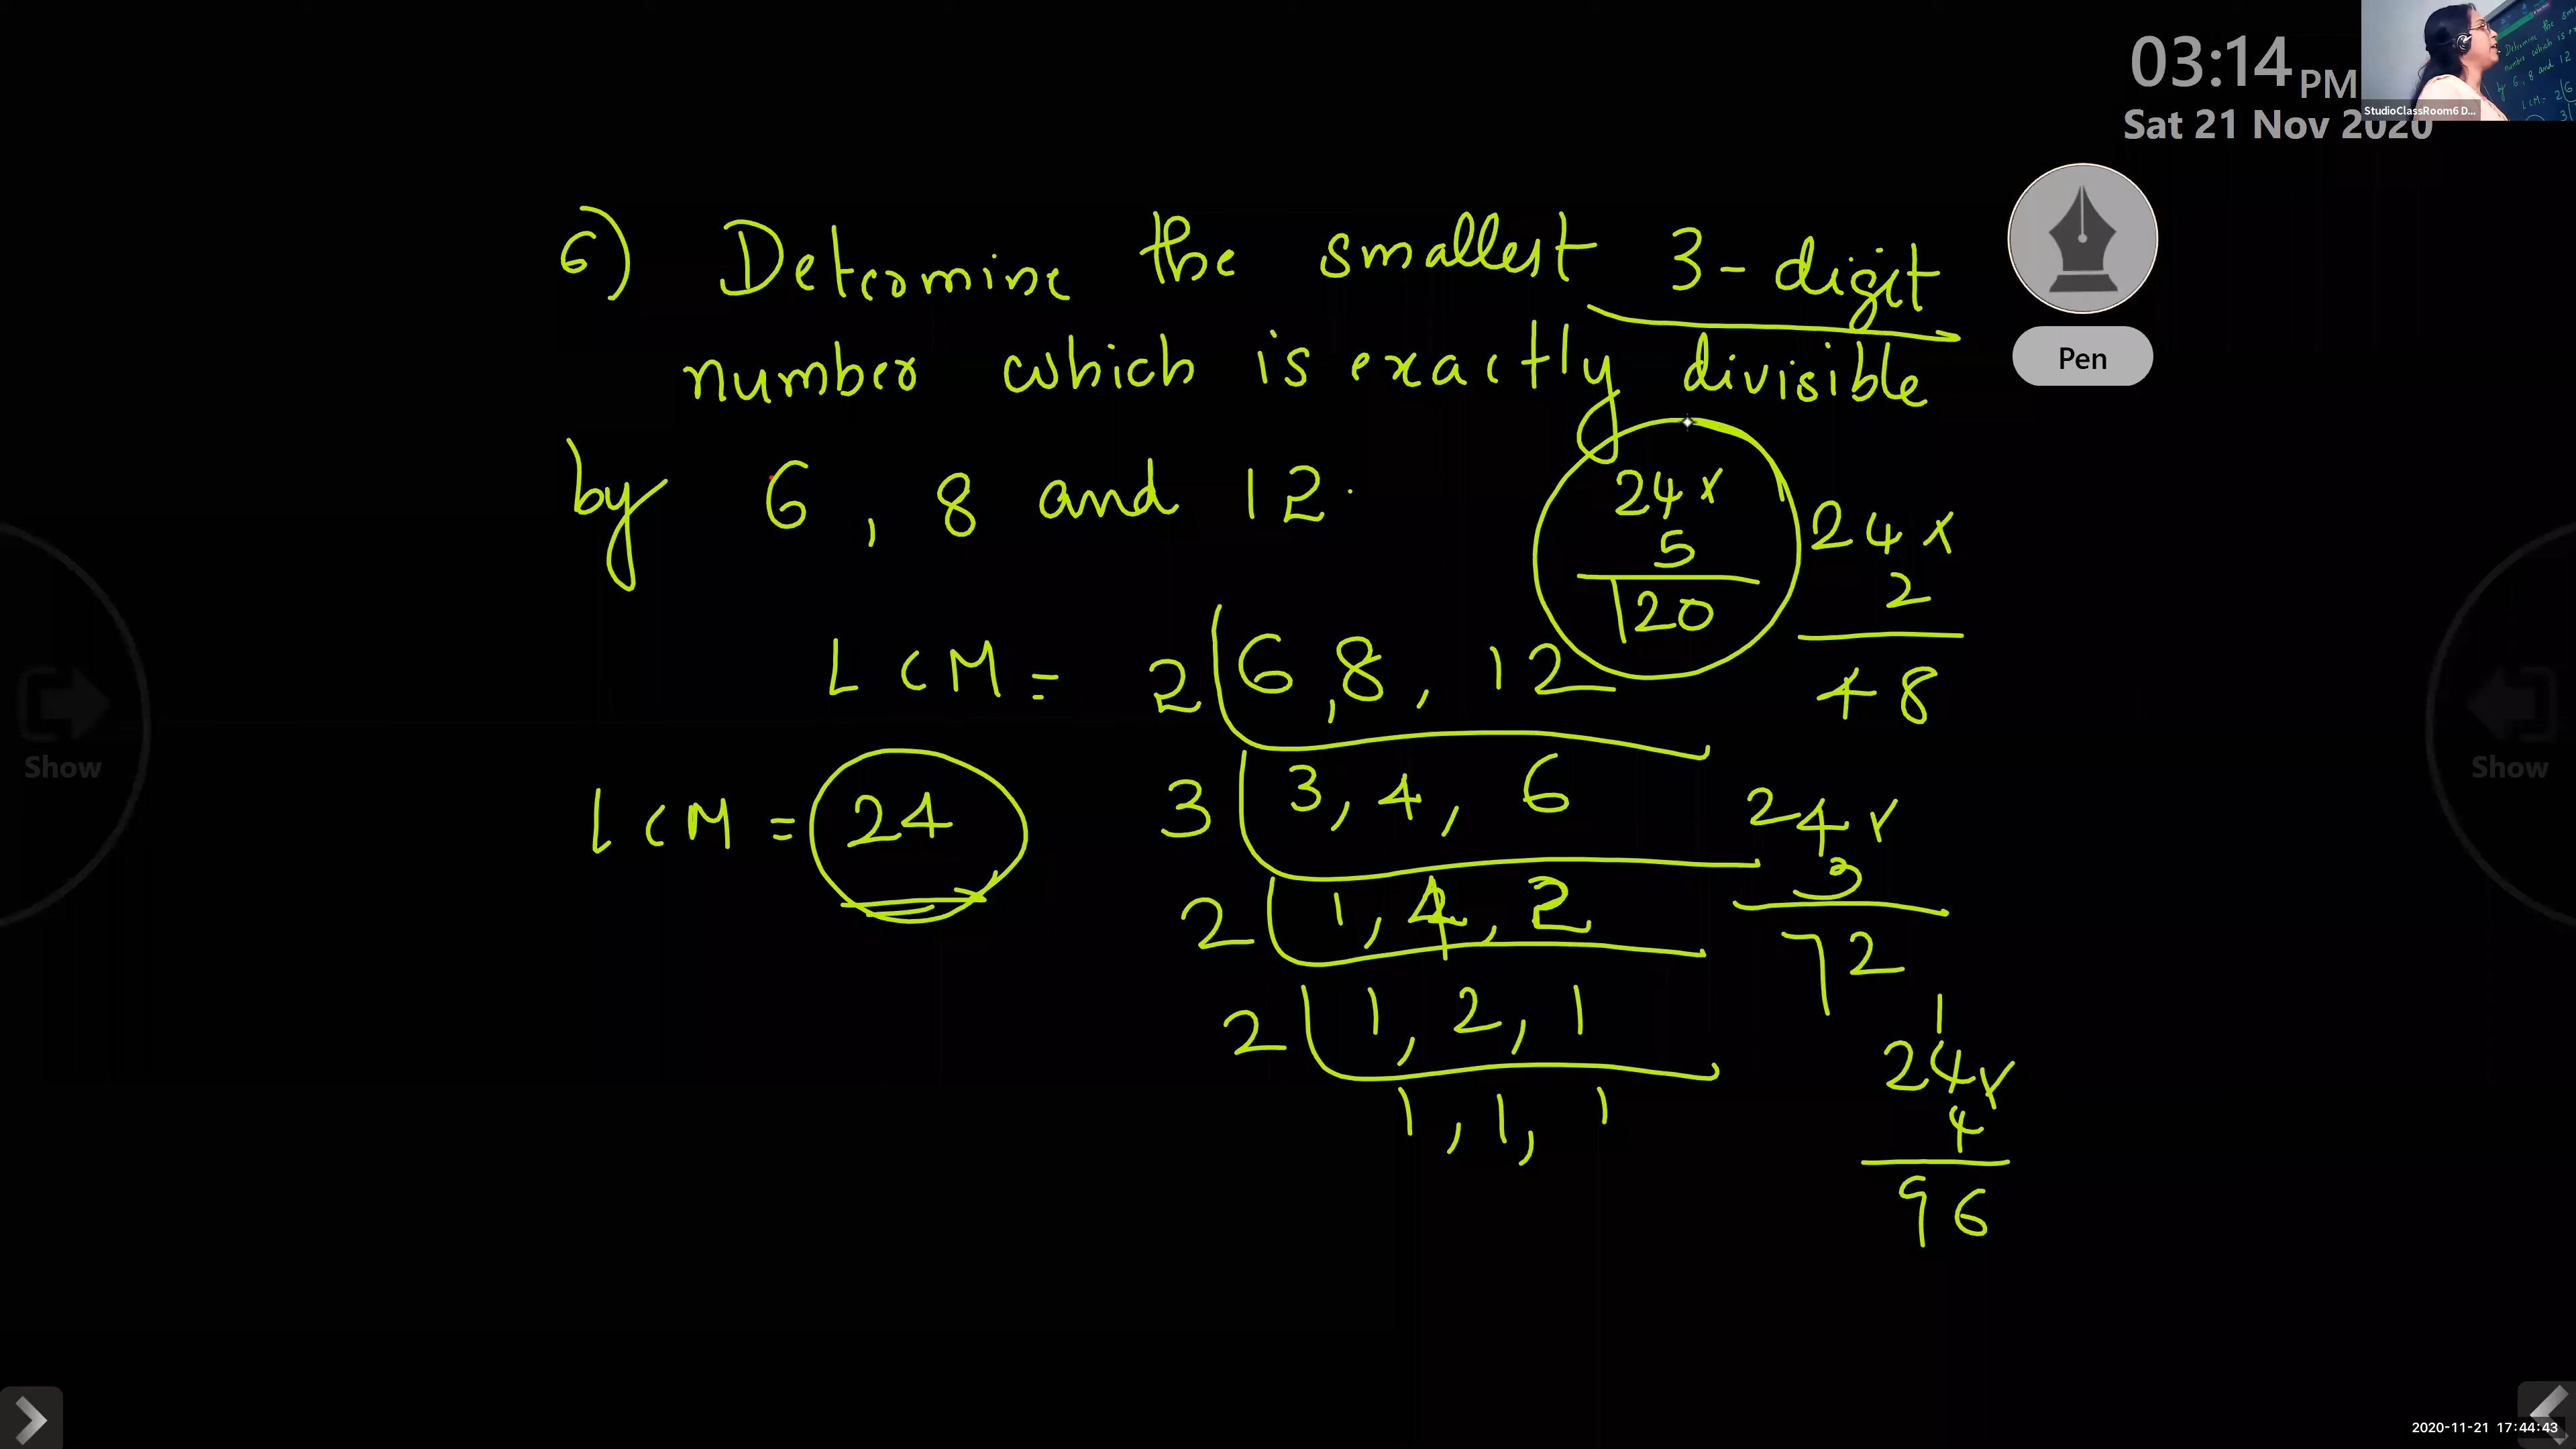 03:14 PM
Sat 21 Nov 2020
StudioClassRoom6 D...
Pen
6) Determine the smallest 3-digit
number which is exactly divisible
by 6, 8 and 12.
24 x
5
120
24 x
2
48
LCM = 2 | 6, 8, 12
LCM = 24
3 | 3, 4, 6
24 x
3
72
2 | 1, 4, 2
2 | 1, 2, 1
1, 1, 1
1
24 x
4
96
Show
Show
2020-11-21 17:44:43